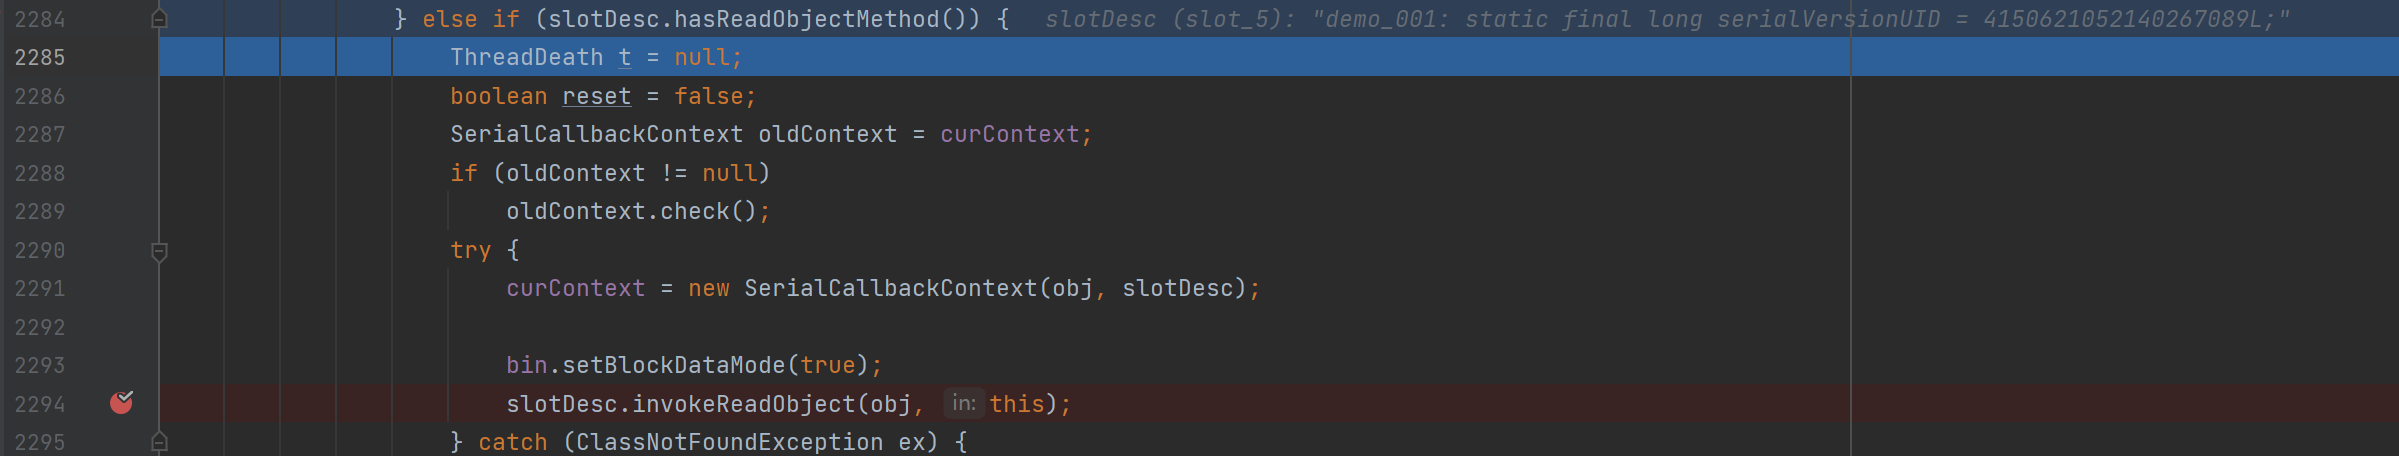 2284 } else if (slotDesc.hasReadObjectMethod()) { slotDesc (slot_5): "demo_001: static final long serialVersionUID = 4150621052140267089L;"
2285 ThreadDeath t = null;
2286 boolean reset = false;
2287 SerialCallbackContext oldContext = curContext;
2288 if (oldContext != null)
2289 oldContext.check();
2290 try {
2291 curContext = new SerialCallbackContext(obj, slotDesc);
2292
2293 bin.setBlockDataMode(true);
2294 slotDesc.invokeReadObject(obj, in: this);
2295 } catch (ClassNotFoundException ex) {